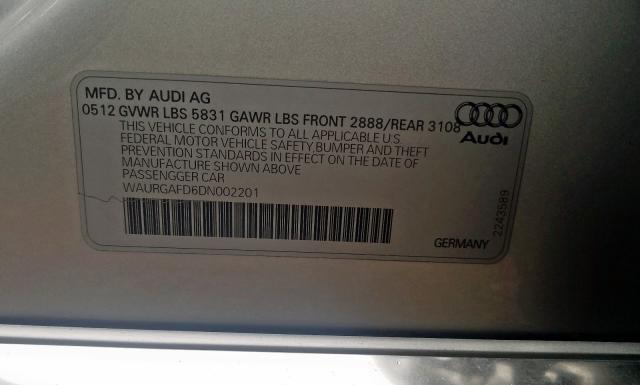 MFD. BY AUDI AG
0512 GVWR LBS 5831 GAWR LBS FRONT 2888/REAR 3108
THIS VEHICLE CONFORMS TO ALL APPLICABLE U.S.
FEDERAL MOTOR VEHICLE SAFETY,BUMPER AND THEFT
PREVENTION STANDARDS IN EFFECT ON THE DATE OF
MANUFACTURE SHOWN ABOVE
PASSENGGER CAR
WAURGAFD6DN002201
Audi
2243589
GERMANY